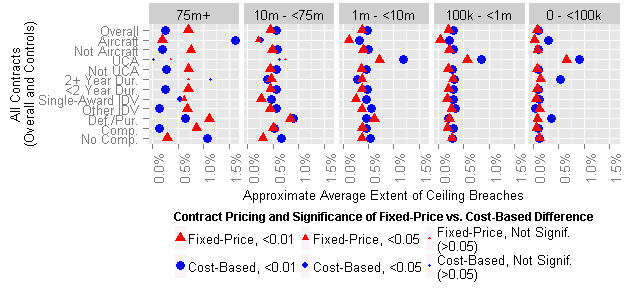 75m+
10m - <75m
1m - <10m
100k - <1m
0 - <100k
All Contracts
(Overall and Controls)
Overall
Aircraft
Not Aircraft
UCA
Not UCA
2+ Year Dur.
<2 Year Dur.
Single-Award IDV
Other IDV
Def/Pur.
Comp.
No Comp.
0.0% 0.5% 1.0% 1.5% 0.0% 0.5% 1.0% 1.5% 0.0% 0.5% 1.0% 1.5% 0.0% 0.5% 1.0% 1.5% 0.0% 0.5% 1.0% 1.5%
Approximate Average Extent of Ceiling Breaches
Contract Pricing and Significance of Fixed-Price vs. Cost-Based Difference
Fixed-Price, <0.01
Fixed-Price, <0.05
Fixed-Price, Not Signif.
(>0.05)
Cost-Based, <0.01
Cost-Based, <0.05
Cost-Based, Not Signif.
(>0.05)